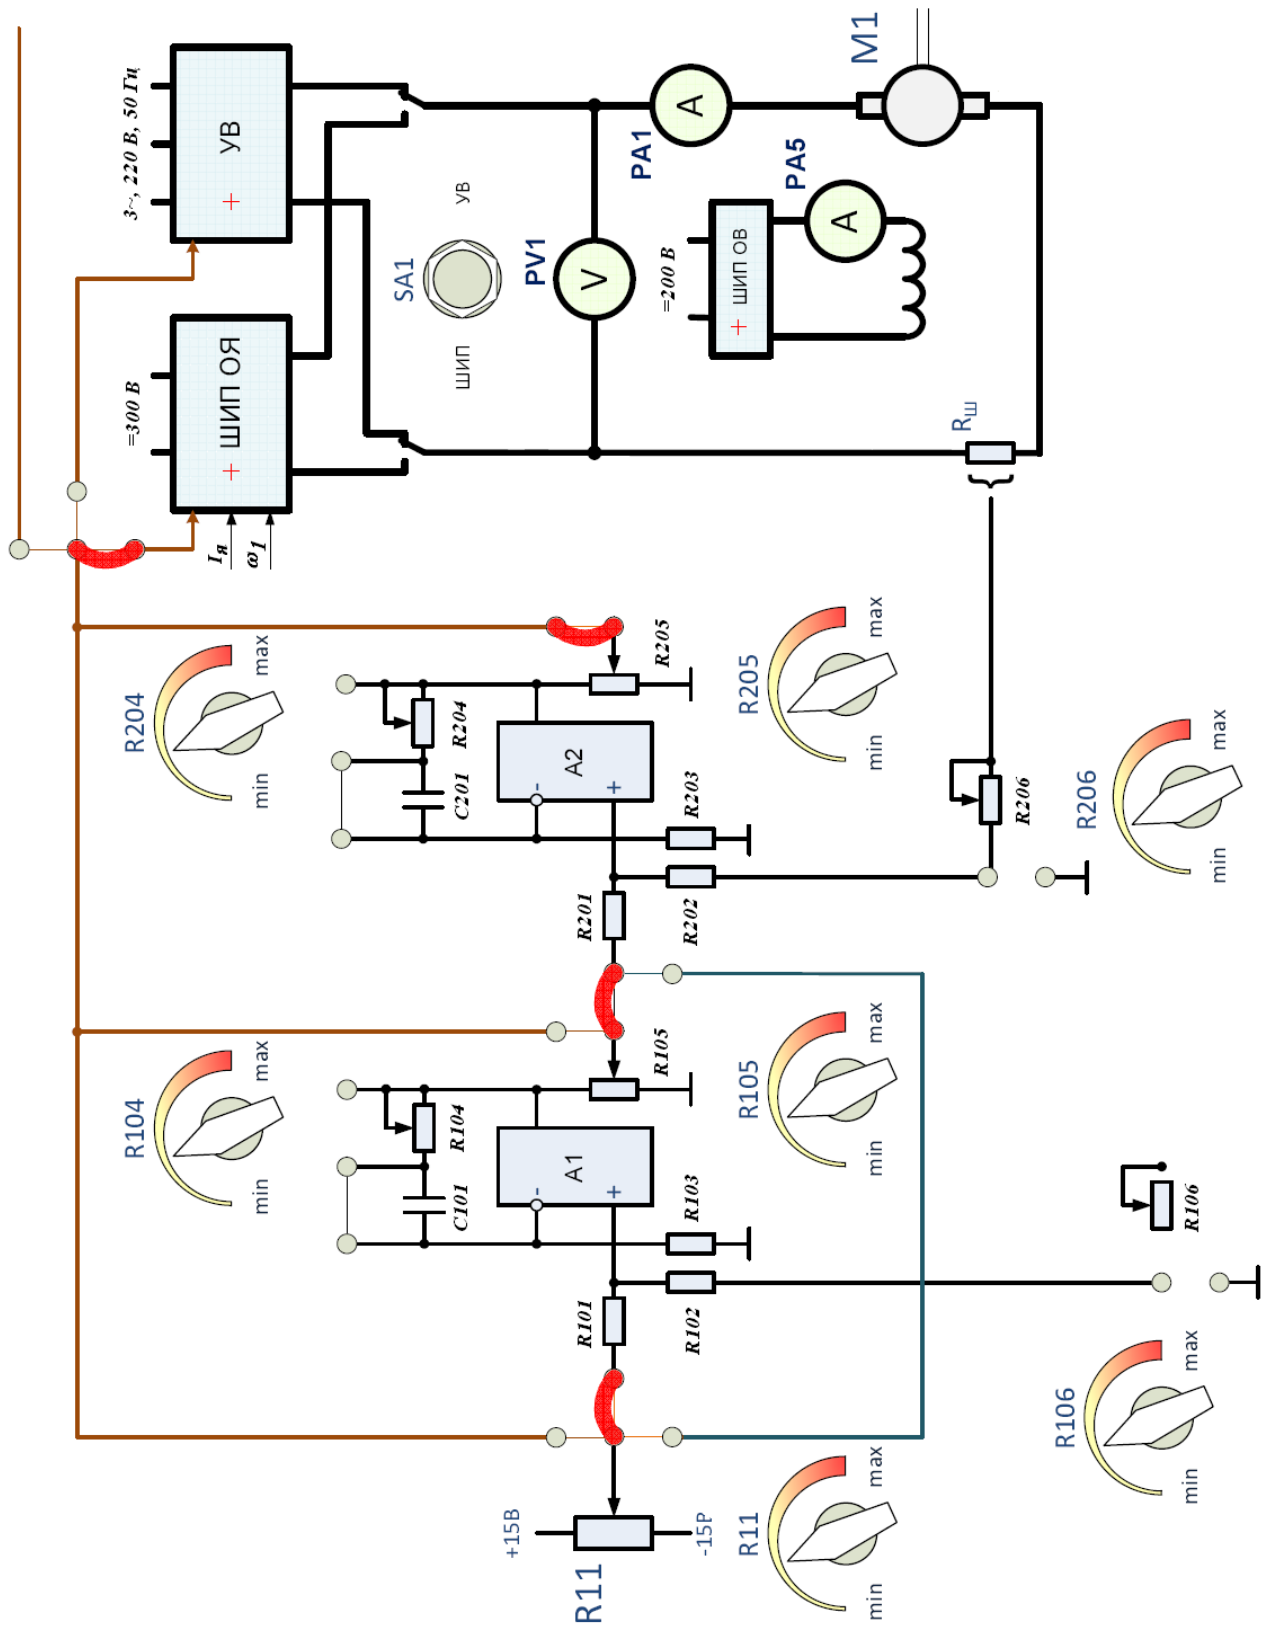 3~, 220 В, 50 Гц
+ УВ
=300 В
+ ШИП ОЯ
Iя
ω1
SA1
ШИП
УВ
PV1
V
PA1
A
M1
PA5
A
=200 В
+ ШИП ОВ
Rш
R204
min
max
R204
C201
A2
-
+
R205
R205
min
max
R203
R201
R202
R206
R206
min
max
R104
min
max
R104
C101
A1
-
+
R105
R105
min
max
R103
R101
R102
R106
R106
min
max
+15В
-15Р
R11
R11
min
max